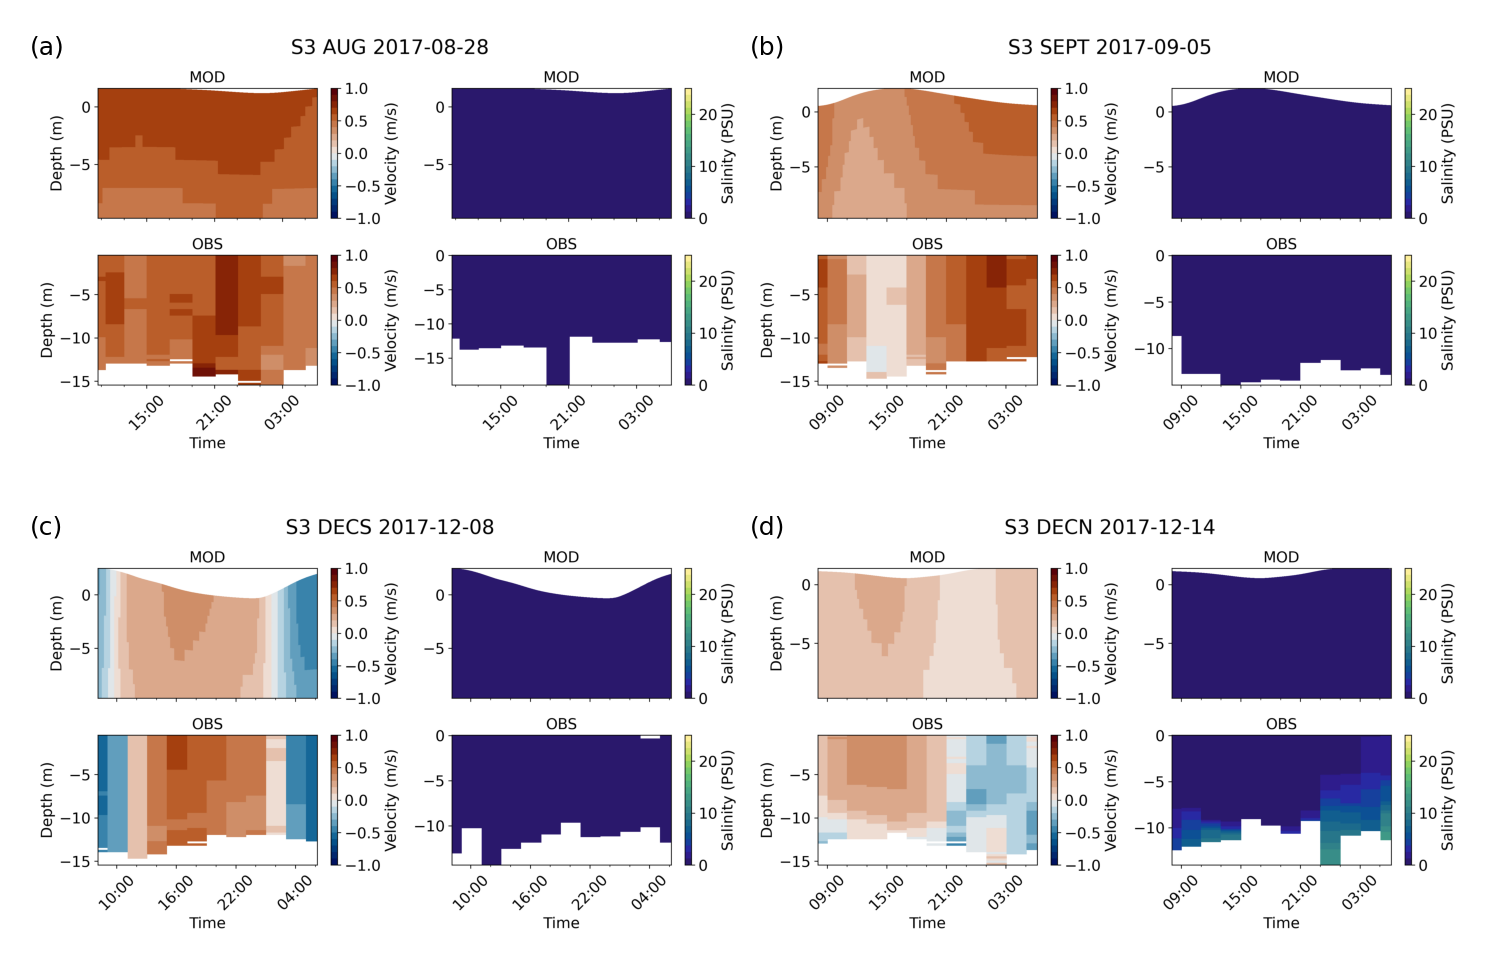 (a)
S3 AUG 2017-08-28
MOD
Depth (m)
0
−5
1.0
0.5
0.0
−0.5
−1.0
Velocity (m/s)
MOD
−5
20
10
0
Salinity (PSU)
OBS
Depth (m)
−5
−10
−15
15:00
21:00
03:00
Time
1.0
0.5
0.0
−0.5
−1.0
Velocity (m/s)
OBS
0
−5
−10
−15
15:00
21:00
03:00
Time
20
10
0
Salinity (PSU)
(b)
S3 SEPT 2017-09-05
MOD
Depth (m)
0
−5
1.0
0.5
0.0
−0.5
−1.0
Velocity (m/s)
MOD
0
−5
20
10
0
Salinity (PSU)
OBS
Depth (m)
−5
−10
−15
09:00
15:00
21:00
03:00
Time
1.0
0.5
0.0
−0.5
−1.0
Velocity (m/s)
OBS
0
−5
−10
09:00
15:00
21:00
03:00
Time
20
10
0
Salinity (PSU)
(c)
S3 DECS 2017-12-08
MOD
Depth (m)
0
−5
1.0
0.5
0.0
−0.5
−1.0
Velocity (m/s)
MOD
0
−5
20
10
0
Salinity (PSU)
OBS
Depth (m)
−5
−10
−15
10:00
16:00
22:00
04:00
Time
1.0
0.5
0.0
−0.5
−1.0
Velocity (m/s)
OBS
0
−5
−10
10:00
16:00
22:00
04:00
Time
20
10
0
Salinity (PSU)
(d)
S3 DECN 2017-12-14
MOD
Depth (m)
0
−5
1.0
0.5
0.0
−0.5
−1.0
Velocity (m/s)
MOD
0
−5
20
10
0
Salinity (PSU)
OBS
Depth (m)
−5
−10
−15
09:00
15:00
21:00
03:00
Time
1.0
0.5
0.0
−0.5
−1.0
Velocity (m/s)
OBS
0
−5
−10
09:00
15:00
21:00
03:00
Time
20
10
0
Salinity (PSU)